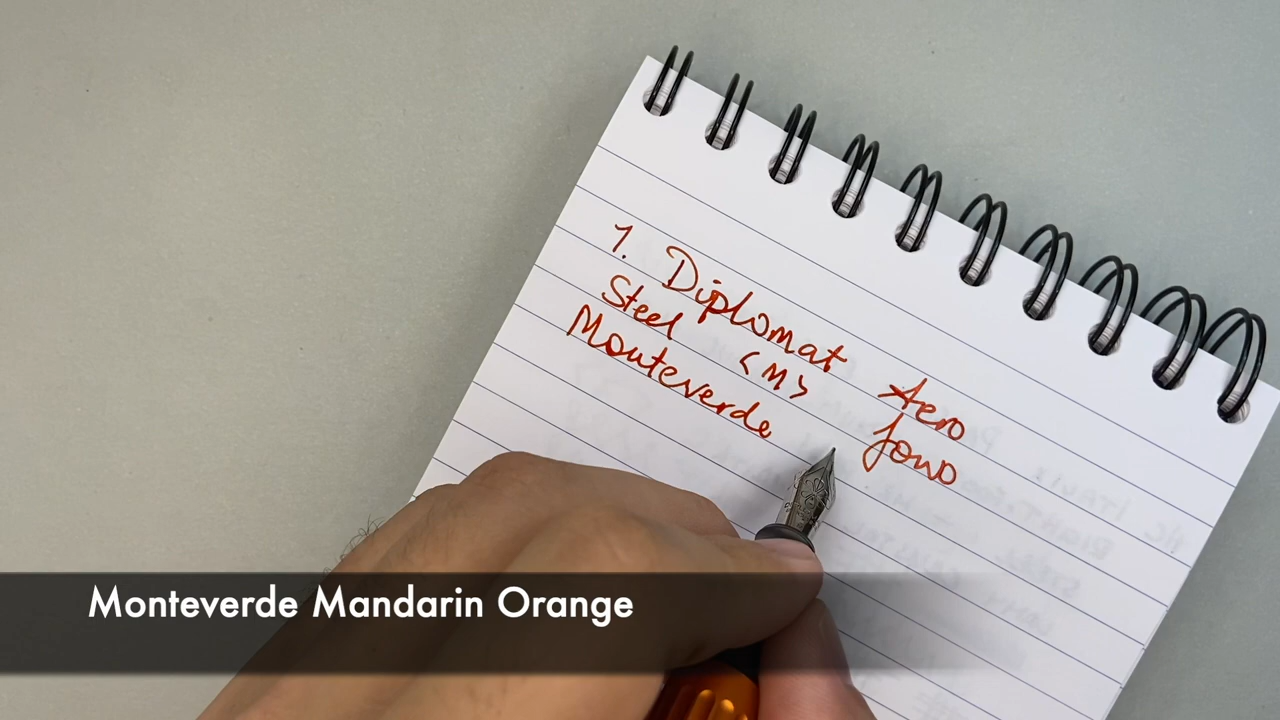 1. Diplomat Aero
Steel <M> Jowo
Monteverde
Monteverde Mandarin Orange